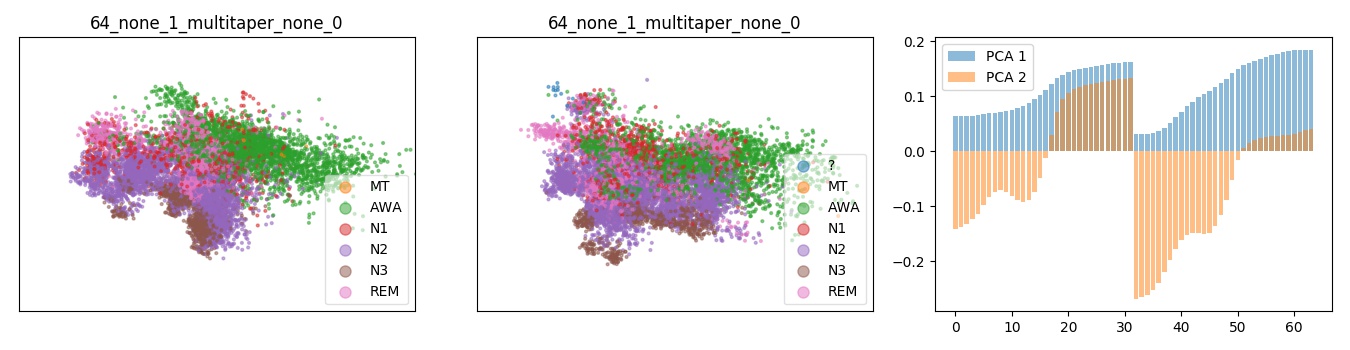 64_none_1_multitaper_none_0
MT
AWA
N1
N2
N3
REM
64_none_1_multitaper_none_0
?
MT
AWA
N1
N2
N3
REM
PCA 1
PCA 2
0.2
0.1
0.0
−0.1
−0.2
0 10 20 30 40 50 60